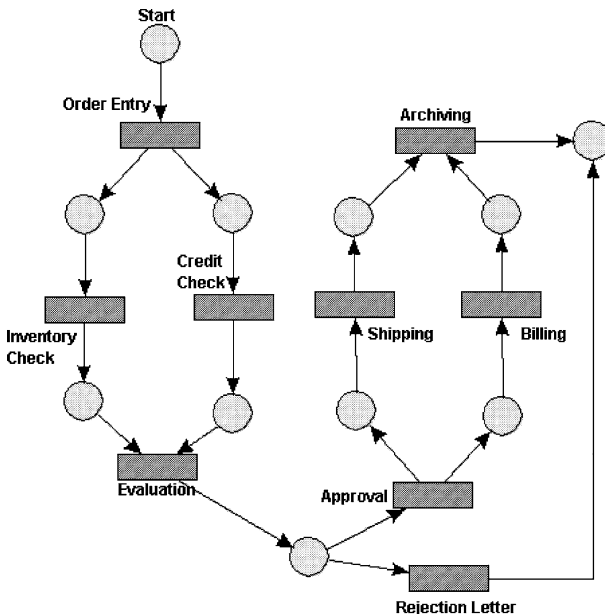 Start
Order Entry
Archiving
Credit
Check
Inventory
Check
Shipping
Billing
Evaluation
Approval
Rejection Letter